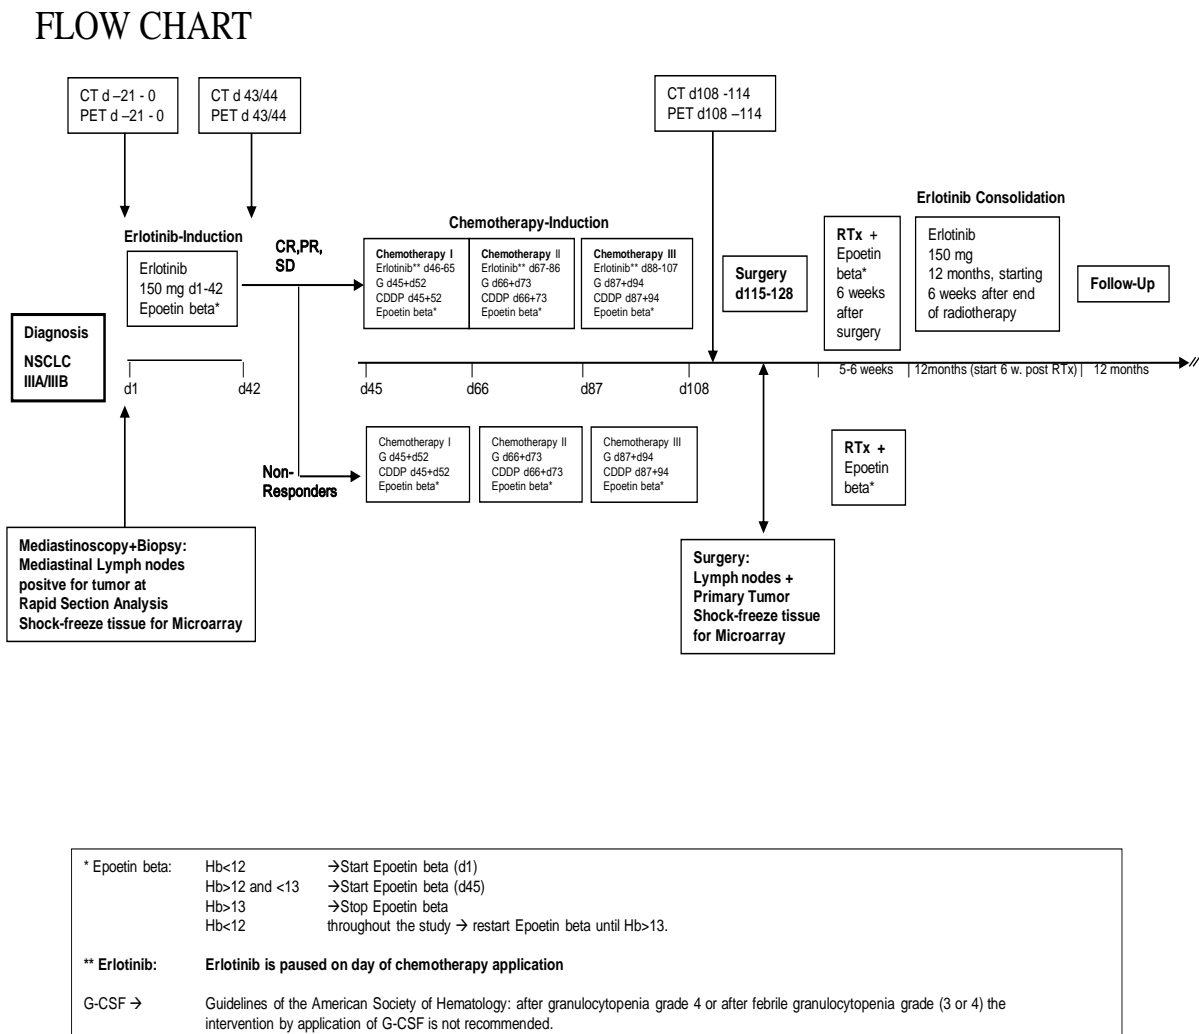 FLOW CHART
CT d –21 - 0
PET d –21 - 0
CT d 43/44
PET d 43/44
CT d108 -114
PET d108 –114
Erlotinib-Induction
Erlotinib
150 mg d1-42
Epoetin beta*
CR,PR,
SD
Chemotherapy-Induction
Chemotherapy I
Erlotinib** d46-65
G d45+d52
CDDP d45+52
Epoetin beta*
Chemotherapy II
Erlotinib** d67-86
G d66+d73
CDDP d66+73
Epoetin beta*
Chemotherapy III
Erlotinib** d88-107
G d87+d94
CDDP d87+94
Epoetin beta*
Surgery
d115-128
RTx +
Epoetin
beta*
6 weeks
after
surgery
Erlotinib Consolidation
Erlotinib
150 mg
12 months, starting
6 weeks after end
of radiotherapy
Follow-Up
Diagnosis
NSCLC
IIIA/IIIB
d1
d42
d45
d66
d87
d108
5-6 weeks
12months (start 6 w. post RTx)
12 months
Non-
Responders
Chemotherapy I
G d45+d52
CDDP d45+d52
Epoetin beta*
Chemotherapy II
G d66+d73
CDDP d66+d73
Epoetin beta*
Chemotherapy III
G d87+d94
CDDP d87+94
Epoetin beta*
RTx +
Epoetin
beta*
Mediastinoscopy+Biopsy:
Mediastinal Lymph nodes
positve for tumor at
Rapid Section Analysis
Shock-freeze tissue for Microarray
Surgery:
Lymph nodes +
Primary Tumor
Shock-freeze tissue
for Microarray
* Epoetin beta: Hb<12 →Start Epoetin beta (d1)
Hb>12 and <13 →Start Epoetin beta (d45)
Hb>13 →Stop Epoetin beta
Hb<12 throughout the study → restart Epoetin beta until Hb>13.
** Erlotinib: Erlotinib is paused on day of chemotherapy application
G-CSF → Guidelines of the American Society of Hematology: after granulocytopenia grade 4 or after febrile granulocytopenia grade (3 or 4) the
intervention by application of G-CSF is not recommended.